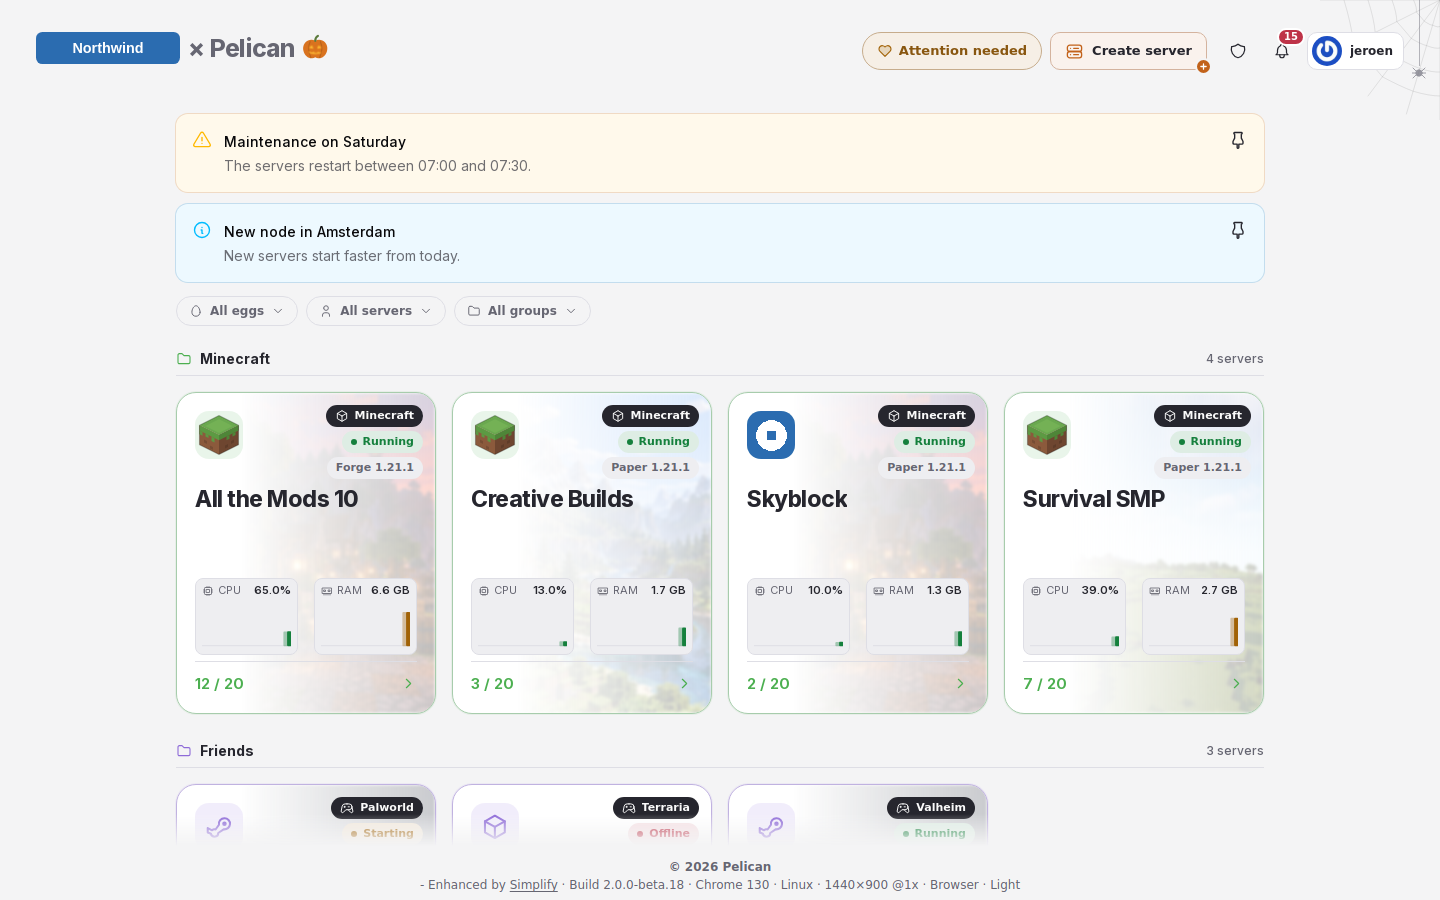 Northwind × Pelican
Attention needed
Create server
15
jeroen
Maintenance on Saturday
The servers restart between 07:00 and 07:30.
New node in Amsterdam
New servers start faster from today.
All eggs
All servers
All groups
Minecraft
4 servers
Minecraft
Running
Forge 1.21.1
All the Mods 10
CPU 65.0%
RAM 6.6 GB
12 / 20
Minecraft
Running
Paper 1.21.1
Creative Builds
CPU 13.0%
RAM 1.7 GB
3 / 20
Minecraft
Running
Paper 1.21.1
Skyblock
CPU 10.0%
RAM 1.3 GB
2 / 20
Minecraft
Running
Paper 1.21.1
Survival SMP
CPU 39.0%
RAM 2.7 GB
7 / 20
Friends
3 servers
Palworld
Starting
Terraria
Offline
Valheim
Running
© 2026 Pelican
- Enhanced by Simplify · Build 2.0.0-beta.18 · Chrome 130 · Linux · 1440×900 @1x · Browser · Light